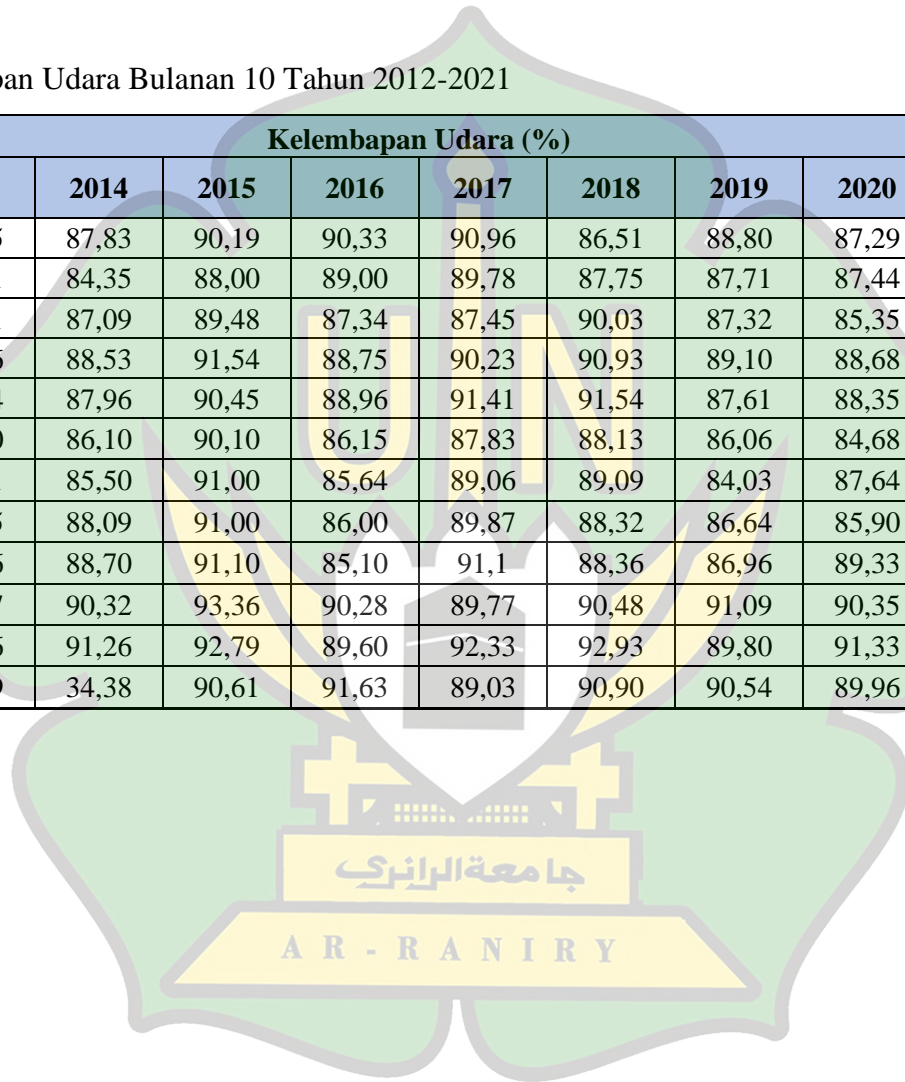 Udara Bulanan 10 Tahun 2012-2021
Kelembapan Udara (%)
2014 2015 2016 2017 2018 2019 2020
87,83 90,19 90,33 90,96 86,51 88,80 87,29
84,35 88,00 89,00 89,78 87,75 87,71 87,44
87,09 89,48 87,34 87,45 90,03 87,32 85,35
88,53 91,54 88,75 90,23 90,93 89,10 88,68
87,96 90,45 88,96 91,41 91,54 87,61 88,35
86,10 90,10 86,15 87,83 88,13 86,06 84,68
85,50 91,00 85,64 89,06 89,09 84,03 87,64
88,09 91,00 86,00 89,87 88,32 86,64 85,90
88,70 91,10 85,10 91,1 88,36 86,96 89,33
90,32 93,36 90,28 89,77 90,48 91,09 90,35
91,26 92,79 89,60 92,33 92,93 89,80 91,33
34,38 90,61 91,63 89,03 90,90 90,54 89,96
UIN
جامعةالرانري
AR-RANIRY